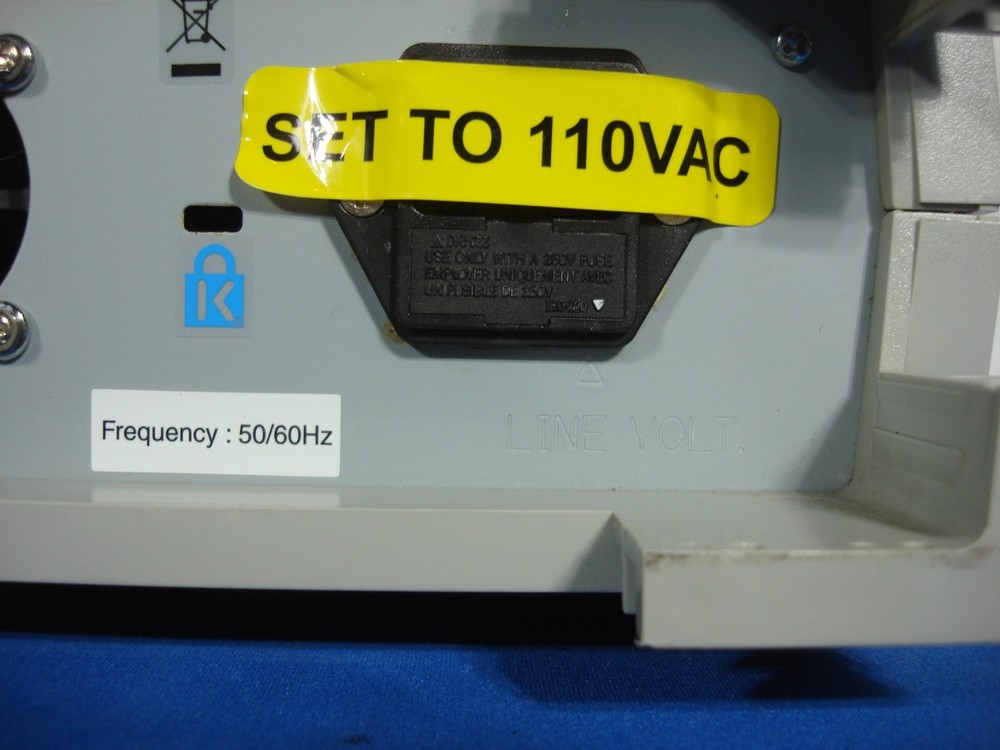 SET TO 110VAC
USE ONLY WITH A 250V FUSE
EMPLOYER UNIQUEMENT AVEC
UN FUSIBLE DE 250V
K
Frequency : 50/60Hz
LINE VOLT.